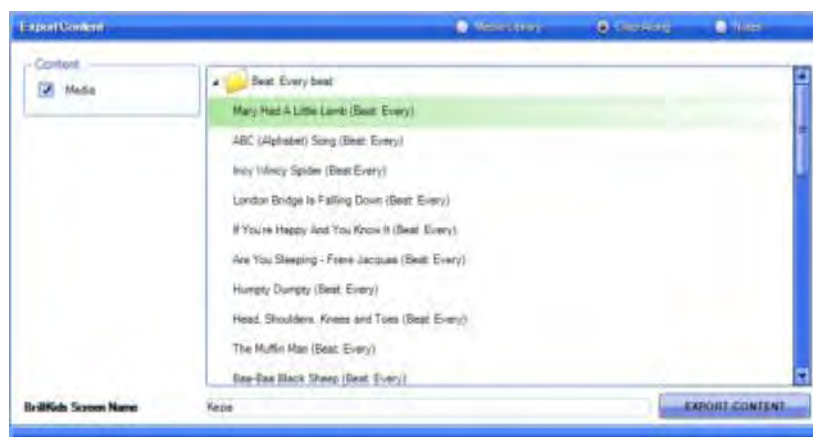 Export Content Media Library Clap Along Tunes
Content
Media
Beat: Every beat
Mary Had A Little Lamb (Beat: Every)
ABC (Alphabet) Song (Beat: Every)
Incy Wincy Spider (Beat: Every)
London Bridge Is Falling Down (Beat: Every)
If You're Happy And You Know It (Beat: Every)
Are You Sleeping - Frere Jacques (Beat: Every)
Humpty Dumpty (Beat: Every)
Head, Shoulders, Knees and Toes (Beat: Every)
The Muffin Man (Beat: Every)
Baa-Baa Black Sheep (Beat: Every)
BrillKids Screen Name EXPORT CONTENT